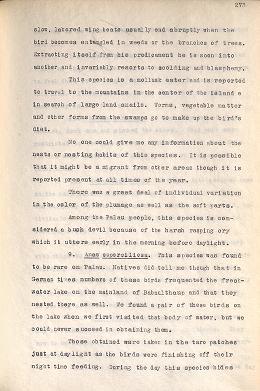 273
slow, labored wing beats usually end abruptly when the
bird becomes entangled in weeds or the branches of trees.
Extracting itself from his predicament he is soon into
another and invariably resorts to scolding and blasphemy.
This species is a mollusk eater and is reported
to travel to the mountains in the center of the island s
in search of large land snails. Worms, vegetable matter
and other forms from the swamps go to make up the bird's
diet.
No one could give me any information about the
nests or nesting habits of this species. It is possible
that it might be a migrant from other areas though it is
reported present at all times of the year.
There was a great deal of individual variation
in the color of the plumage as well as the soft parts.
Among the Palau people, this species is con-
sidered a bush devil because of the harsh rasping cry
which it utters early in the morning before daylight.
9. Anas superciliosa. This species was found
to be rare on Palau. Natives did tell me though that in
German times numbers of these birds frequented the fresh-
water lake on the mainland of Babelthuap and that they
nested there as well. We found a pair of these birds on
the lake when we first visited that body of water, but we
could never succeed in obtaining them.
Those obtained were taken in the taro patches
just at daylight as the birds were finishing off their
night time feeding. During the day this species hides